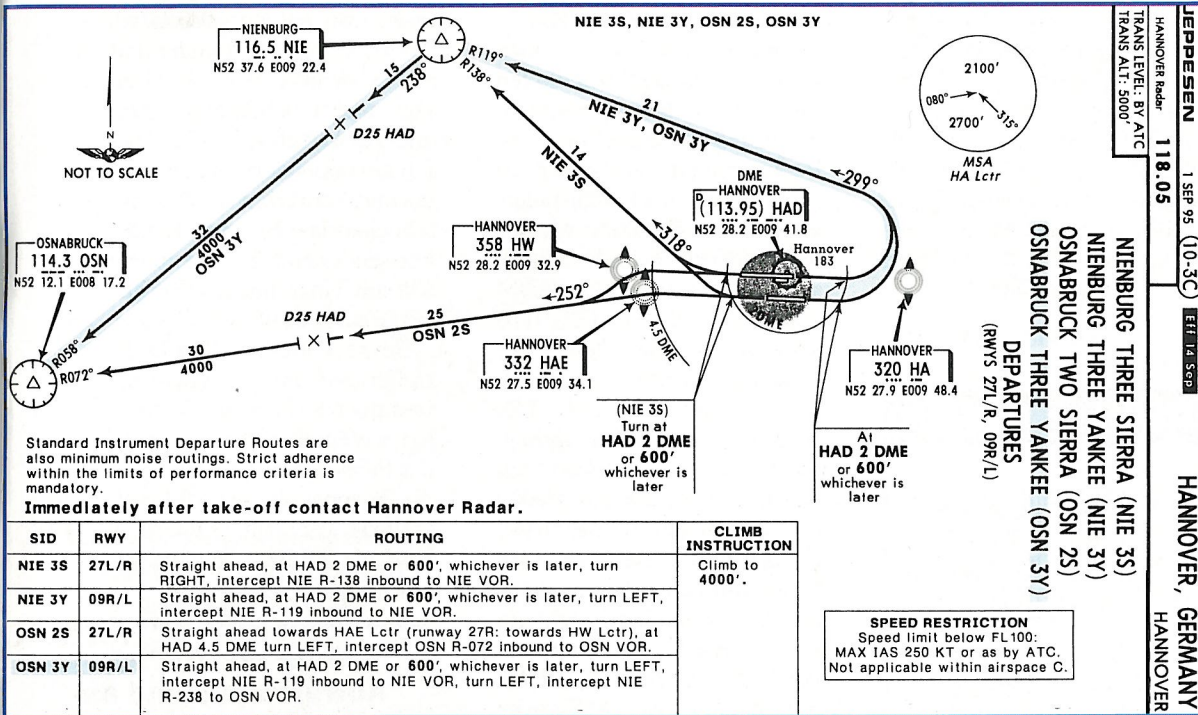 JEPPESEN 1 SEP 95 (10-3C) Eff 14 Sep
HANNOVER, GERMANY
HANNOVER
HANNOVER Radar 118.05
TRANS LEVEL: BY ATC
TRANS ALT: 5000'
NIENBURG THREE SIERRA (NIE 3S)
NIENBURG THREE YANKEE (NIE 3Y)
OSNABRUCK TWO SIERRA (OSN 2S)
OSNABRUCK THREE YANKEE (OSN 3Y)
DEPARTURES
(RWYS 27L/R, 09R/L)
NIE 3S, NIE 3Y, OSN 2S, OSN 3Y
NIENBURG
116.5 NIE
N52 37.6 E009 22.4
R119°
R138°
15
238°
D25 HAD
21
NIE 3Y, OSN 3Y
14
NIE 3S
299°
318°
2100'
080°
315°
2700'
MSA
HA Lctr
N
NOT TO SCALE
DME
HANNOVER
D (113.95) HAD
N52 28.2 E009 41.8
Hannover
183
DME
HANNOVER
358 HW
N52 28.2 E009 32.9
32
4000
OSN 3Y
OSNABRUCK
114.3 OSN
N52 12.1 E008 17.2
R058°
R072°
30
4000
D25 HAD
25
OSN 2S
252°
4.5 DME
HANNOVER
332 HAE
N52 27.5 E009 34.1
HANNOVER
320 HA
N52 27.9 E009 48.4
(NIE 3S)
Turn at
HAD 2 DME
or 600'
whichever is
later
At
HAD 2 DME
or 600'
whichever is
later
Standard Instrument Departure Routes are
also minimum noise routings. Strict adherence
within the limits of performance criteria is
mandatory.
Immediately after take-off contact Hannover Radar.
SID RWY ROUTING CLIMB INSTRUCTION
NIE 3S 27L/R Straight ahead, at HAD 2 DME or 600', whichever is later, turn
RIGHT, intercept NIE R-138 inbound to NIE VOR.
Climb to
4000'.
NIE 3Y 09R/L Straight ahead, at HAD 2 DME or 600', whichever is later, turn LEFT,
intercept NIE R-119 inbound to NIE VOR.
OSN 2S 27L/R Straight ahead towards HAE Lctr (runway 27R: towards HW Lctr), at
HAD 4.5 DME turn LEFT, intercept OSN R-072 inbound to OSN VOR.
OSN 3Y 09R/L Straight ahead, at HAD 2 DME or 600', whichever is later, turn LEFT,
intercept NIE R-119 inbound to NIE VOR, turn LEFT, intercept NIE
R-238 to OSN VOR.
SPEED RESTRICTION
Speed limit below FL100:
MAX IAS 250 KT or as by ATC.
Not applicable within airspace C.